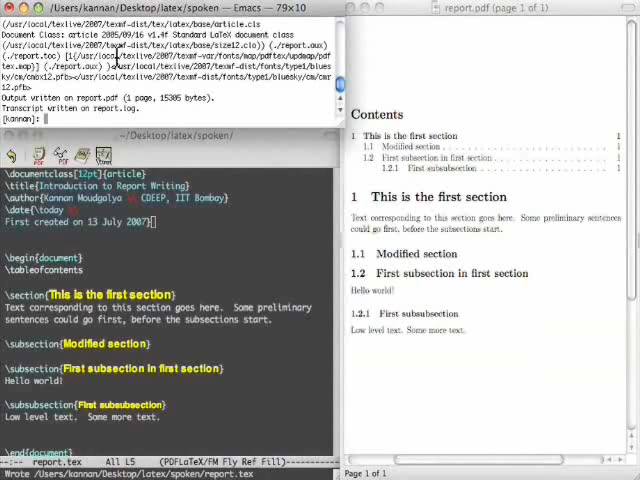 /Users/kannan/Desktop/latex/spoken — Emacs — 79×10
(/usr/local/texlive/2007/texmf-dist/tex/latex/base/article.cls
Document Class: article 2005/09/16 v1.4f Standard LaTeX document class
(/usr/local/texlive/2007/texmf-dist/tex/latex/base/size12.clo)) (./report.aux)
(./report.toc) [1{/usr/local/texlive/2007/texmf-var/fonts/map/pdftex/updmap/pdf
tex.map}] (./report.aux) )</usr/local/texlive/2007/texmf-dist/fonts/type1/blues
ky/cm/cmbx12.pfb></usr/local/texlive/2007/texmf-dist/fonts/type1/bluesky/cm/cmr
12.pfb>
Output written on report.pdf (1 page, 15305 bytes).
Transcript written on report.log.
[kannan]:
~/Desktop/latex/spoken/
\documentclass[12pt]{article}
\title{Introduction to Report Writing}
\author{Kannan Moudgalya \\ CDEEP, IIT Bombay}
\date{\today \\
First created on 13 July 2007}
\begin{document}
\tableofcontents
\section{This is the first section}
Text corresponding to this section goes here. Some preliminary
sentences could go first, before the subsections start.
\subsection{Modified section}
\subsection{First subsection in first section}
Hello world!
\subsubsection{First subsubsection}
Low level text. Some more text.
\end{document}
--:-- report.tex All L5 (PDFLaTeX/FM Fly Ref Fill)
Wrote /Users/kannan/Desktop/latex/spoken/report.tex
report.pdf (1 page)
Contents
1 This is the first section 1
1.1 Modified section 1
1.2 First subsection in first section 1
1.2.1 First subsubsection 1
1 This is the first section
Text corresponding to this section goes here. Some preliminary sentences
could go first, before the subsections start.
1.1 Modified section
1.2 First subsection in first section
Hello world!
1.2.1 First subsubsection
Low level text. Some more text.
Page 1 of 1